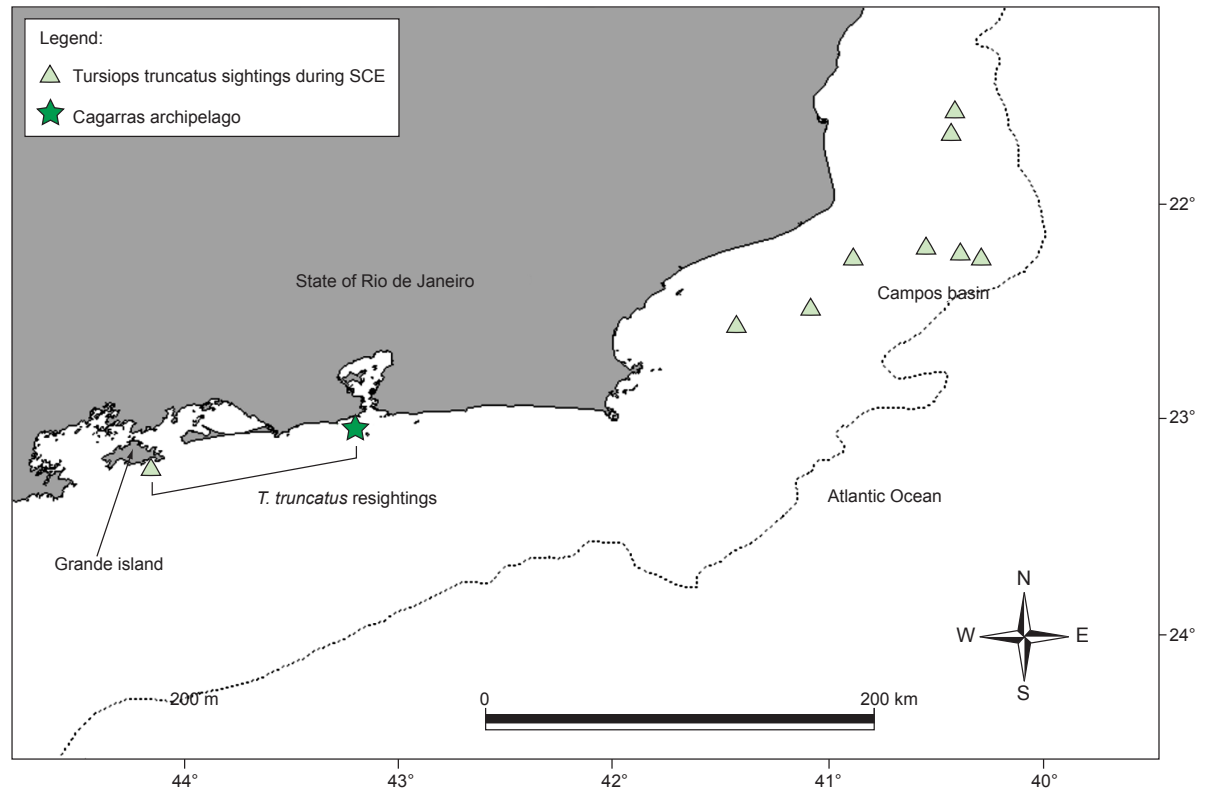 Legend:
Tursiops truncatus sightings during SCE
Cagarras archipelago
22°
State of Rio de Janeiro
Campos basin
23°
T. truncatus resightings
Atlantic Ocean
Grande island
N
W E
S
24°
200 m
0 200 km
44° 43° 42° 41° 40°